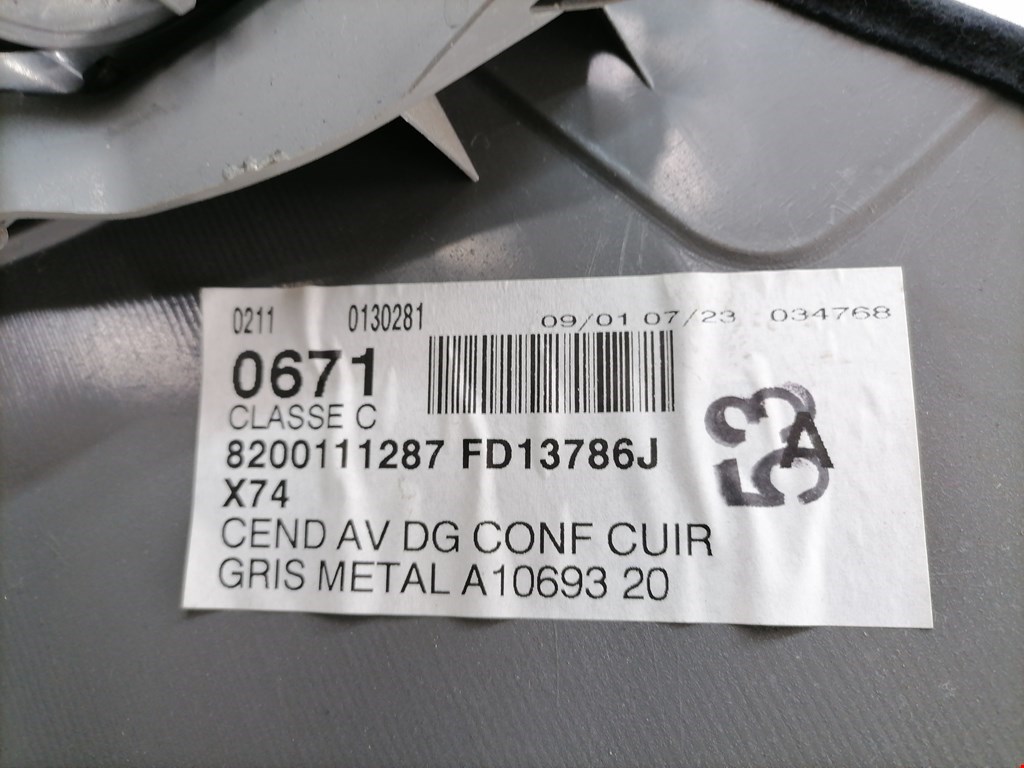 0211 0130281 09/01 07/23 034768
0671
CLASSE C
53 A
8200111287 FD13786J
X74
CEND AV DG CONF CUIR
GRIS METAL A10693 20